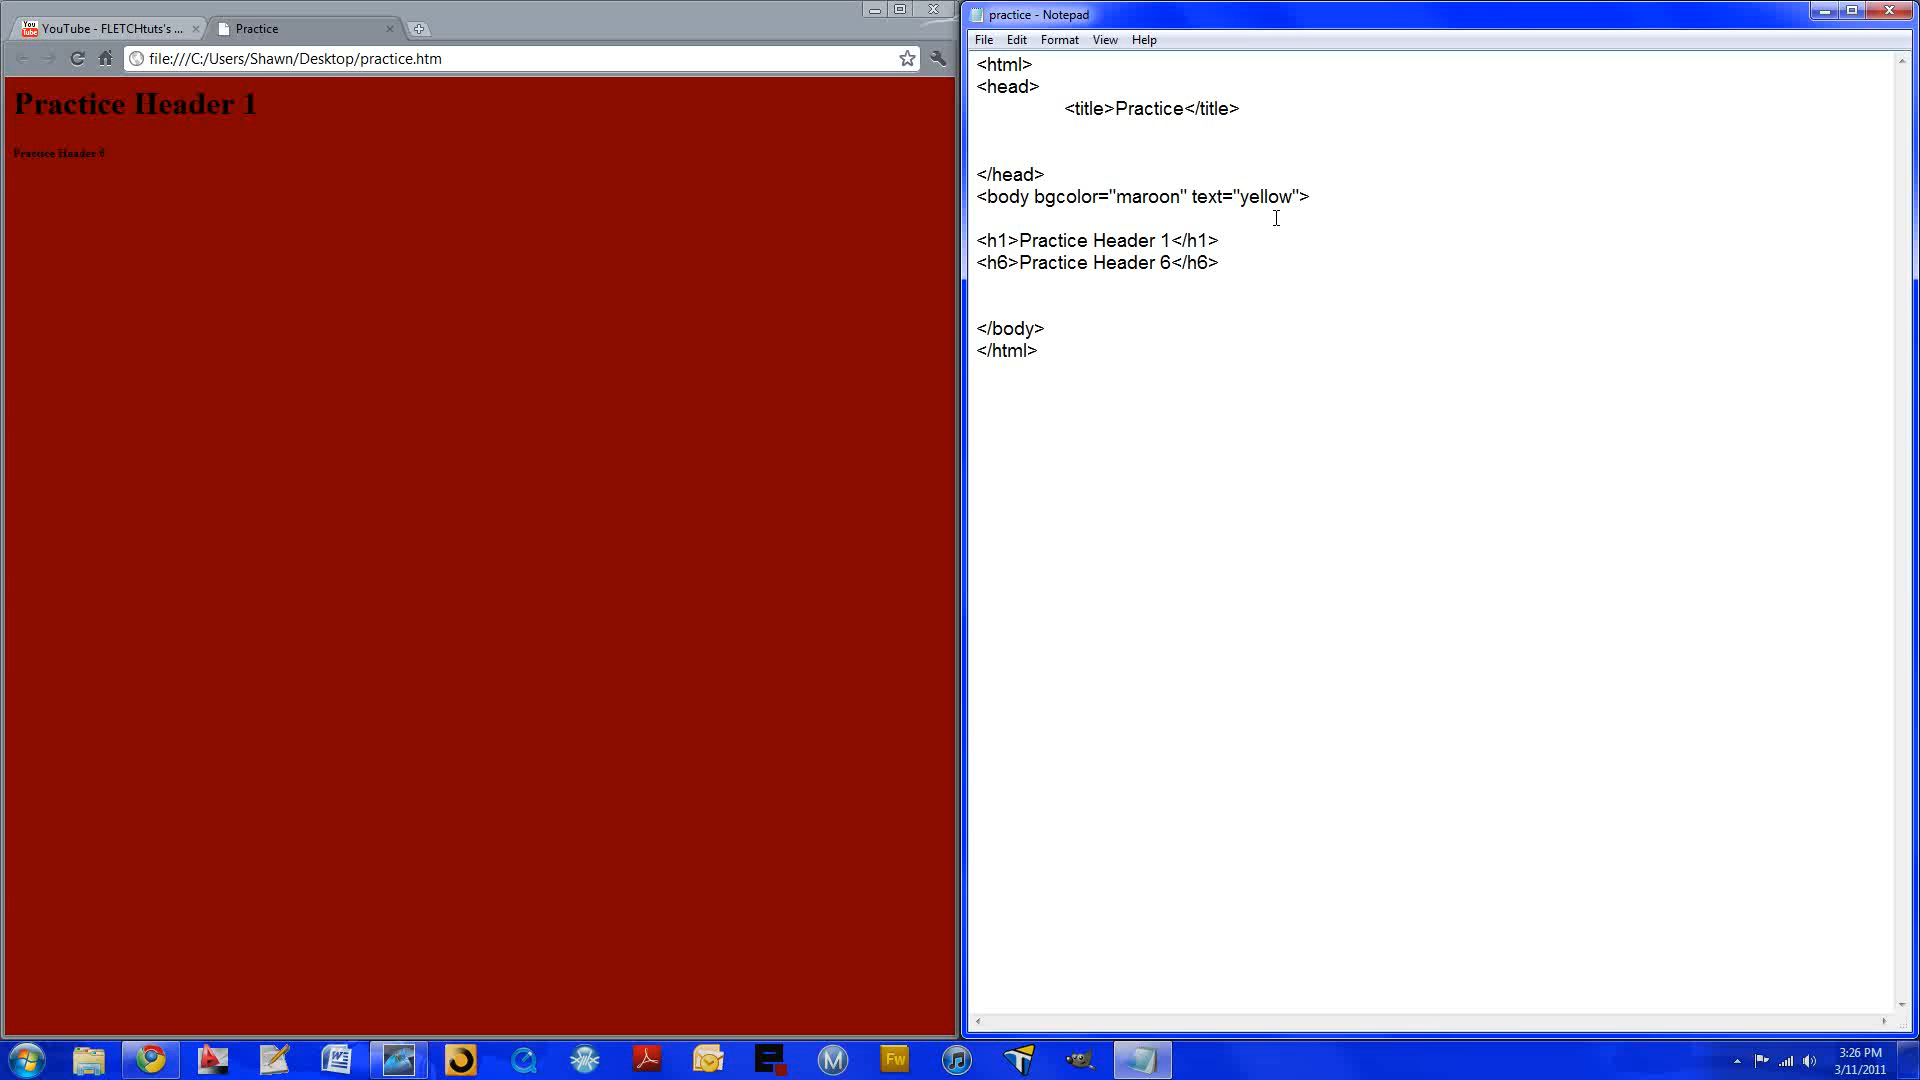 YouTube - FLETCHtuts's ...
Practice
file:///C:/Users/Shawn/Desktop/practice.htm
Practice Header 1
Practice Header 6
practice - Notepad
File Edit Format View Help
<html>
<head>
<title>Practice</title>
</head>
<body bgcolor="maroon" text="yellow">
<h1>Practice Header 1</h1>
<h6>Practice Header 6</h6>
</body>
</html>
Fw
3:26 PM
3/11/2011